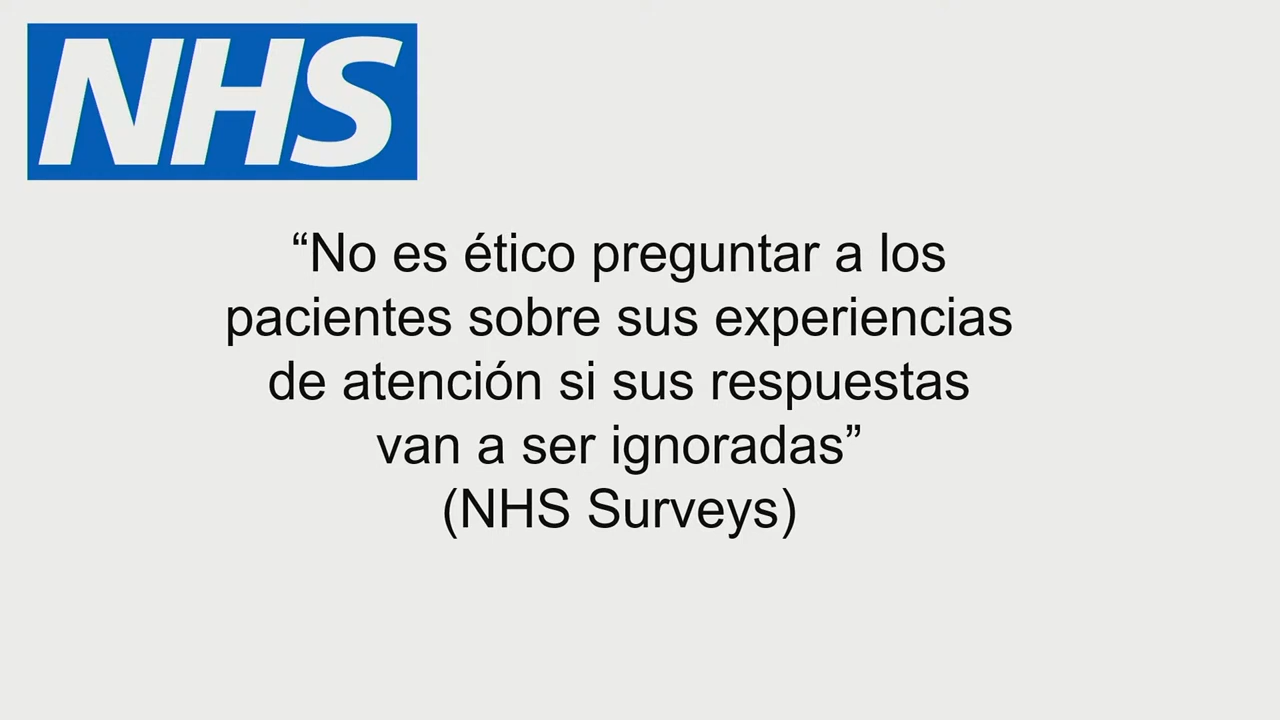 NHS
“No es ético preguntar a los
pacientes sobre sus experiencias
de atención si sus respuestas
van a ser ignoradas”
(NHS Surveys)